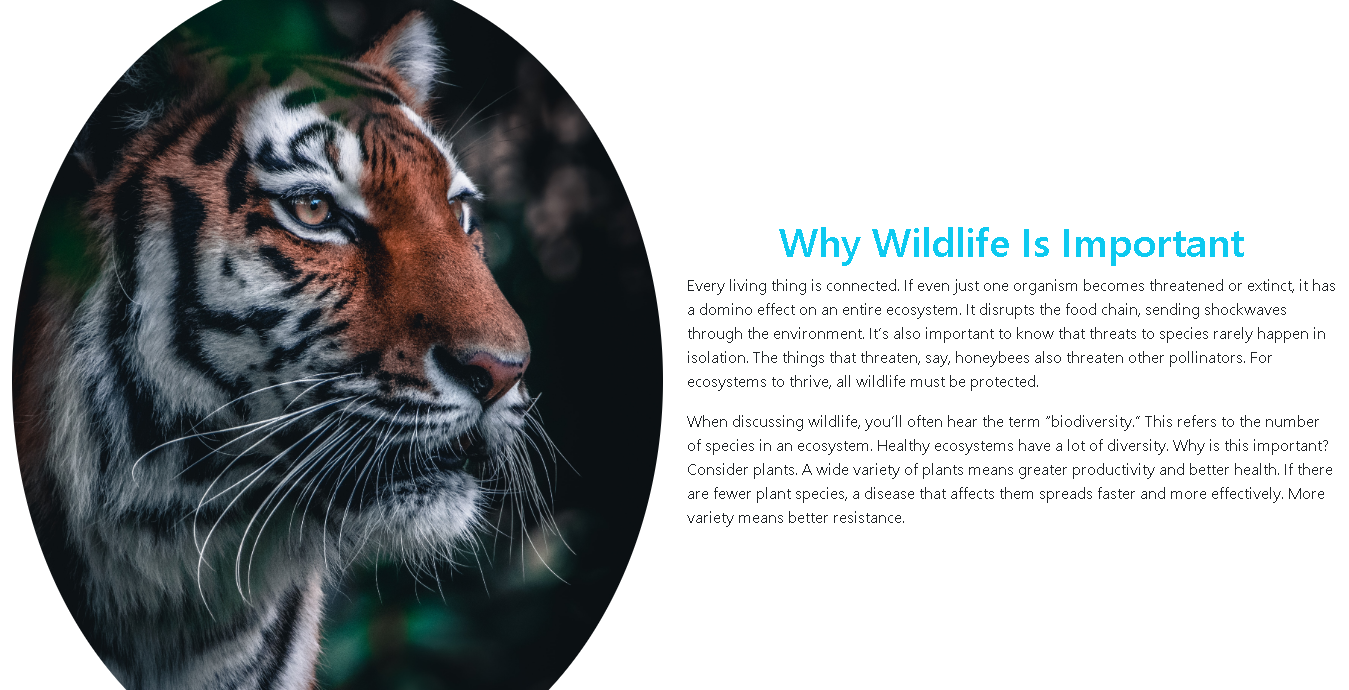 Why Wildlife Is Important
Every living thing is connected. If even just one organism becomes threatened or extinct, it has
a domino effect on an entire ecosystem. It disrupts the food chain, sending shockwaves
through the environment. It's also important to know that threats to species rarely happen in
isolation. The things that threaten, say, honeybees also threaten other pollinators. For
ecosystems to thrive, all wildlife must be protected.
When discussing wildlife, you'll often hear the term "biodiversity." This refers to the number
of species in an ecosystem. Healthy ecosystems have a lot of diversity. Why is this important?
Consider plants. A wide variety of plants means greater productivity and better health. If there
are fewer plant species, a disease that affects them spreads faster and more effectively. More
variety means better resistance.